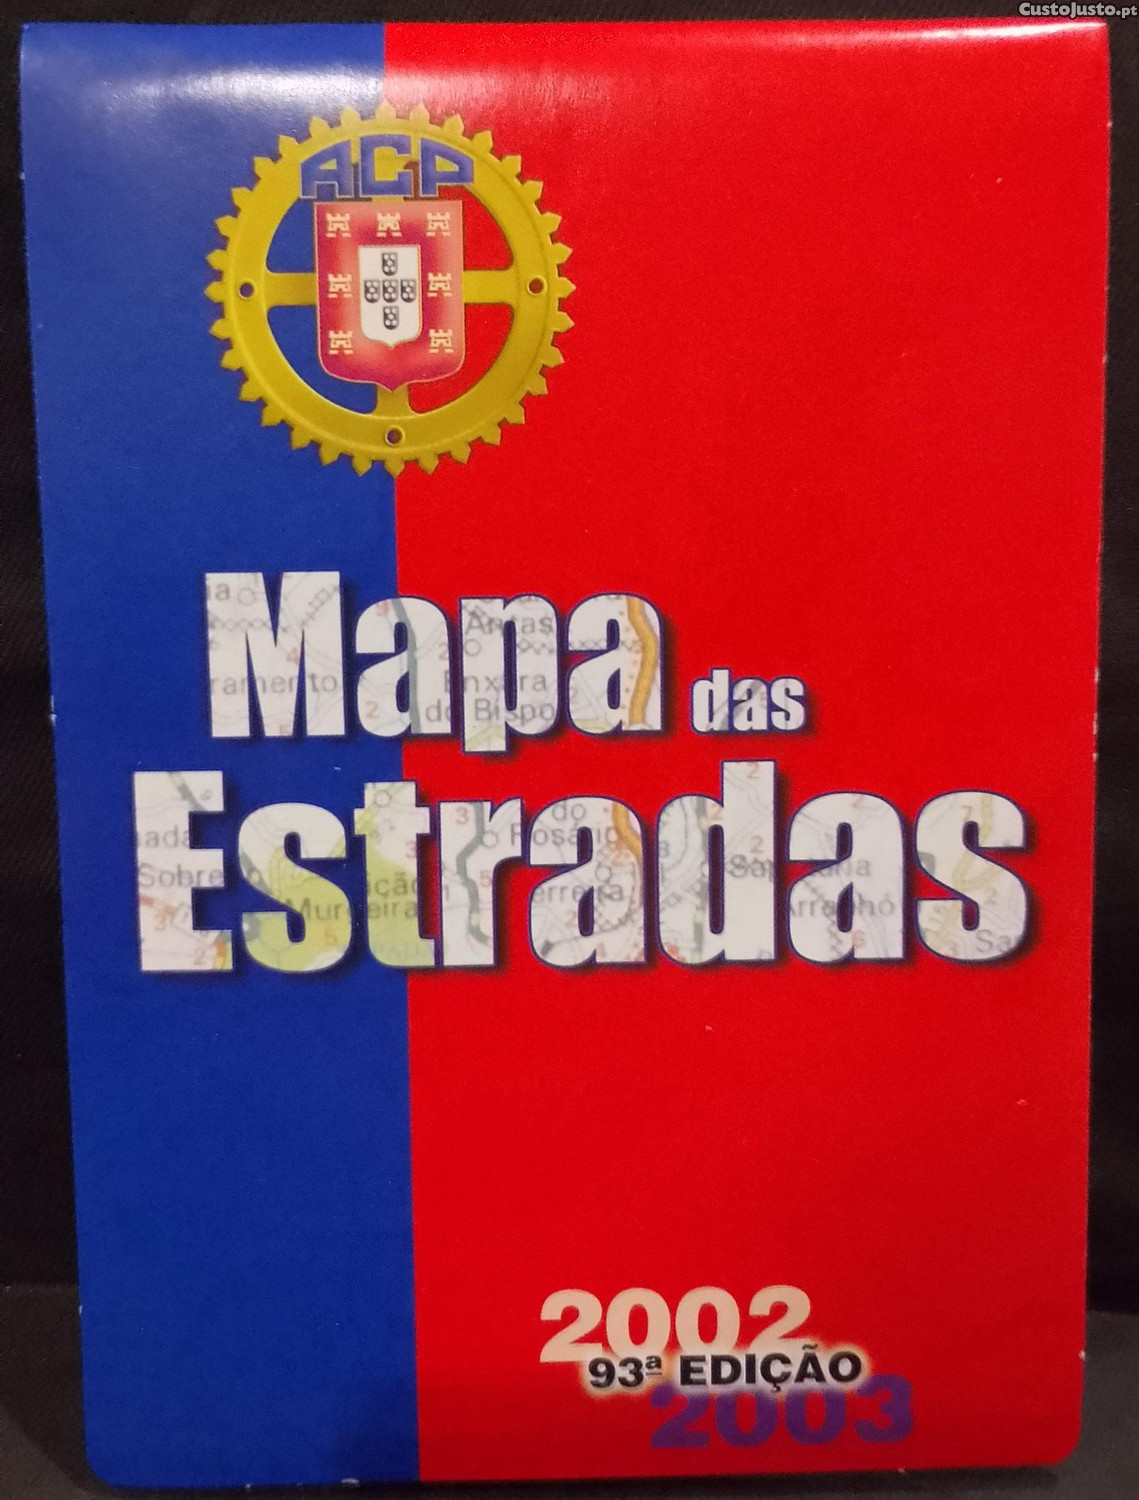 CustoJusto.pt
ACP
Mapa das
Estradas
2002
93ª EDIÇÃO
2003